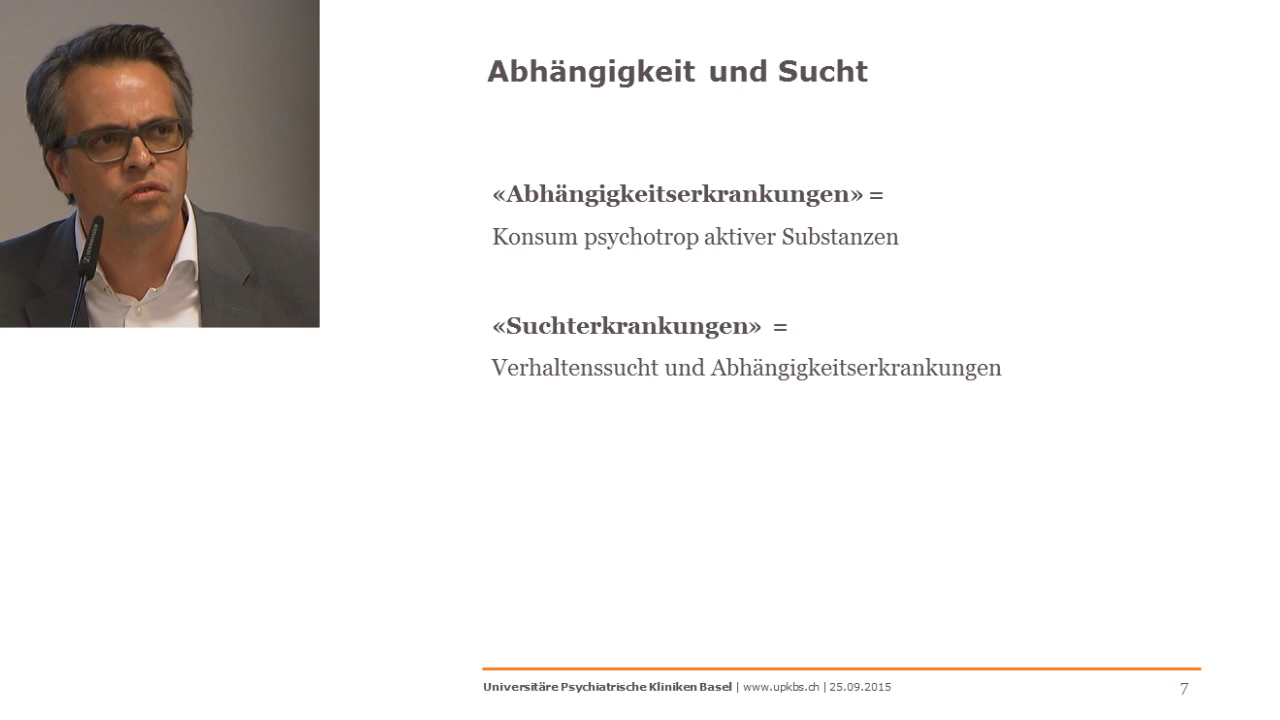 Abhängigkeit und Sucht
«Abhängigkeitserkrankungen» =
Konsum psychotrop aktiver Substanzen
«Suchterkrankungen» =
Verhaltenssucht und Abhängigkeitserkrankungen
Universitäre Psychiatrische Kliniken Basel | www.upkbs.ch | 25.09.2015
7